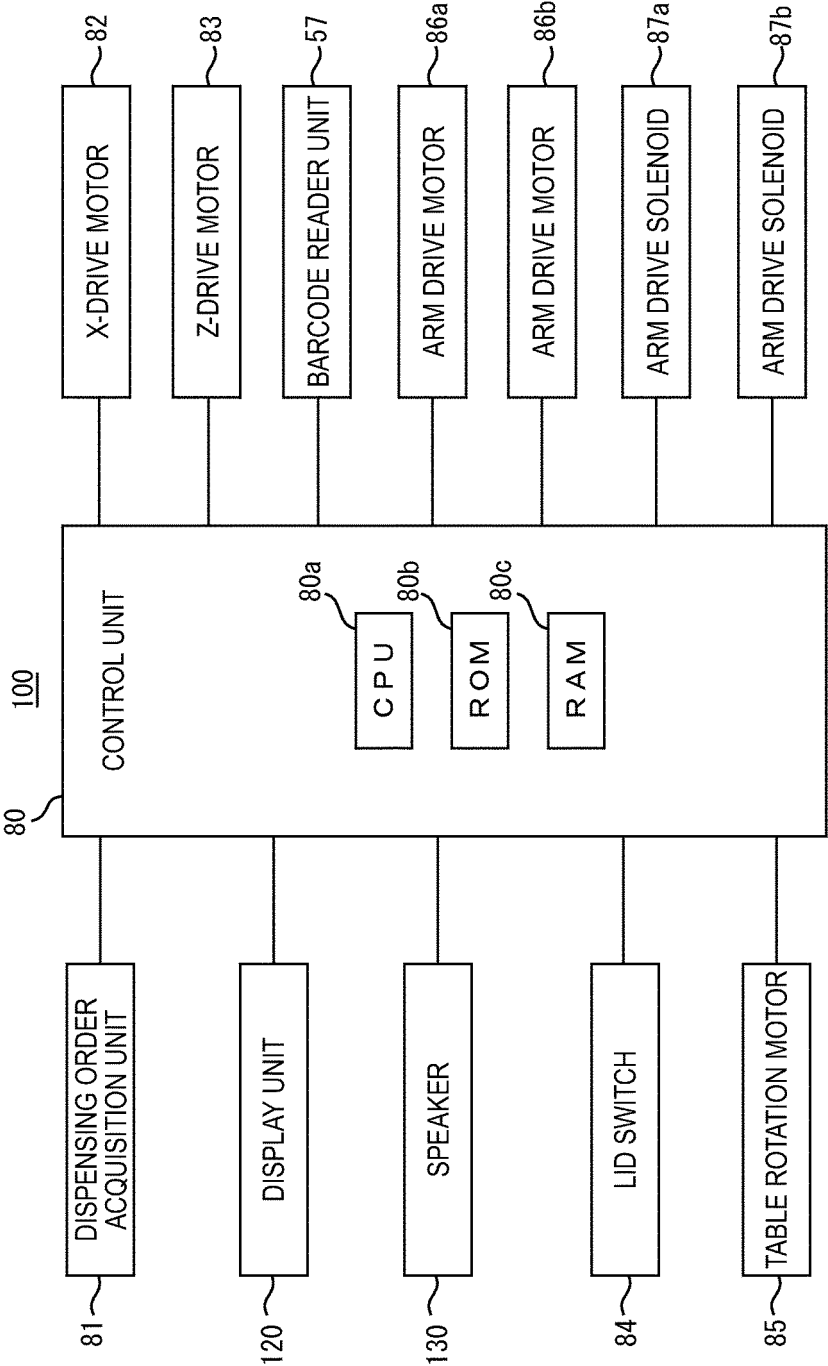 100
80
CONTROL UNIT
80a
CPU
80b
ROM
80c
RAM
81
DISPENSING ORDER
ACQUISITION UNIT
120
DISPLAY UNIT
130
SPEAKER
84
LID SWITCH
85
TABLE ROTATION MOTOR
X-DRIVE MOTOR
82
Z-DRIVE MOTOR
83
BARCODE READER UNIT
57
ARM DRIVE MOTOR
86a
ARM DRIVE MOTOR
86b
ARM DRIVE SOLENOID
87a
ARM DRIVE SOLENOID
87b